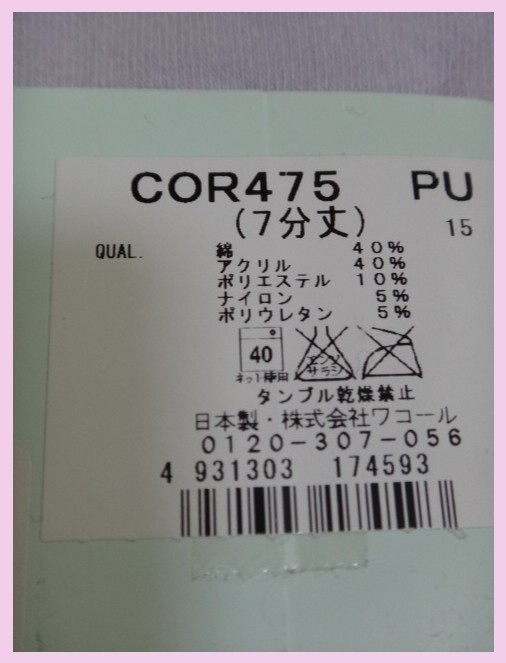 COR475 PU
(7分丈) 15
QUAL. 綿 40%
アクリル 40%
ポリエステル 10%
ナイロン 5%
ポリウレタン 5%
40 エンソ サラシ
ネット使用
タンブル乾燥禁止
日本製・株式会社ワコール
0120-307-056
4 931303 174593